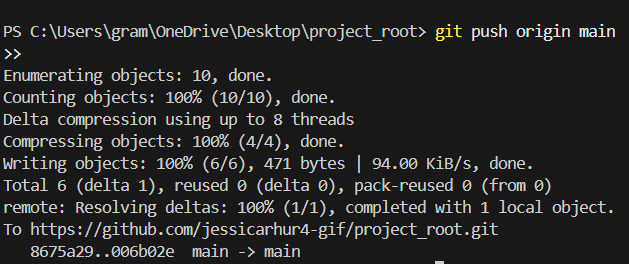 PS C:\Users\gram\OneDrive\Desktop\project_root> git push origin main
>>
Enumerating objects: 10, done.
Counting objects: 100% (10/10), done.
Delta compression using up to 8 threads
Compressing objects: 100% (4/4), done.
Writing objects: 100% (6/6), 471 bytes | 94.00 KiB/s, done.
Total 6 (delta 1), reused 0 (delta 0), pack-reused 0 (from 0)
remote: Resolving deltas: 100% (1/1), completed with 1 local object.
To https://github.com/jessicarhur4-gif/project_root.git
   8675a29..006b02e  main -> main